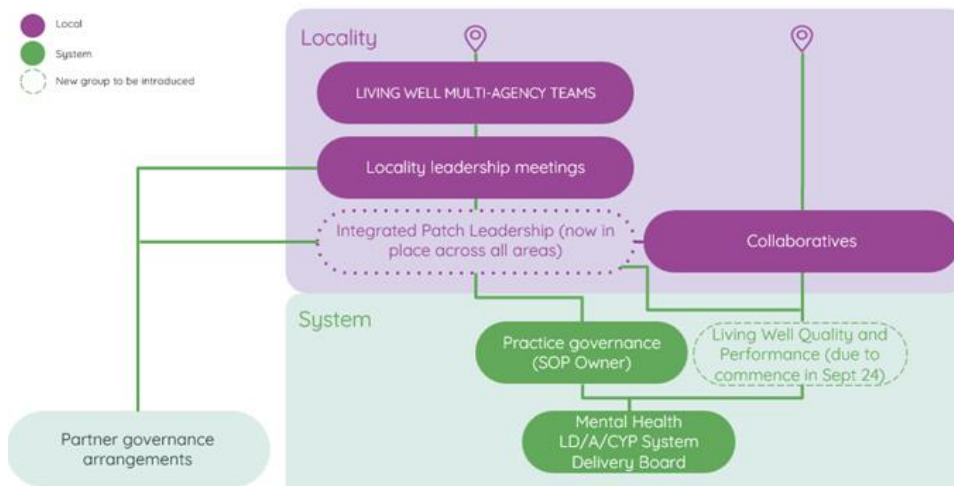 Local
System
New group to be introduced
Locality
LIVING WELL MULTI-AGENCY TEAMS
Locality leadership meetings
Integrated Patch Leadership (now in
place across all areas)
Collaboratives
System
Practice governance
(SOP Owner)
Living Well Quality and
Performance (due to
commence in Sept 24)
Mental Health
LD/A/CYP System
Delivery Board
Partner governance
arrangements